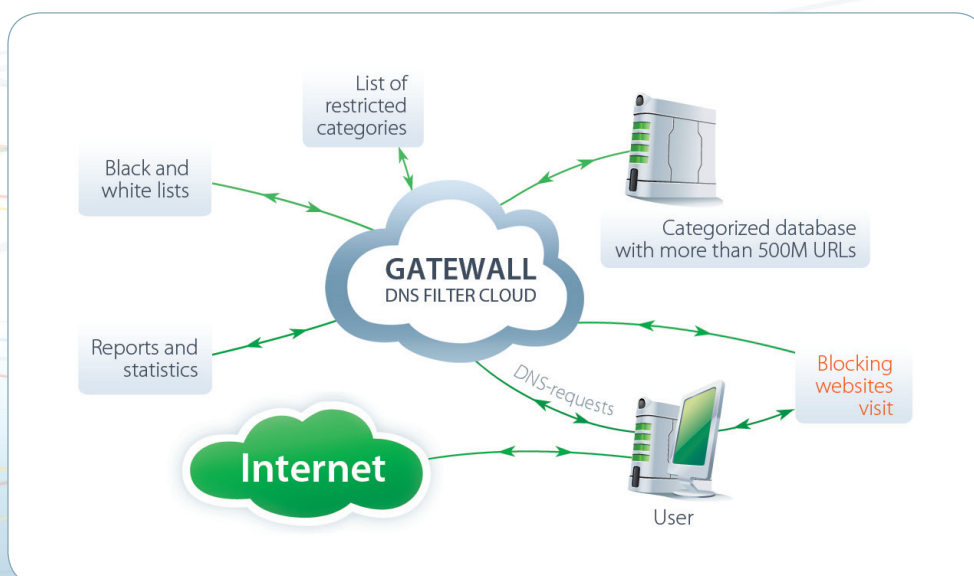 List of
restricted
categories
Black and
white lists
Categorized database
with more than 500M URLs
GATEWALL
DNS FILTER CLOUD
Reports and
statistics
DNS-requests
Blocking
websites
visit
Internet
User